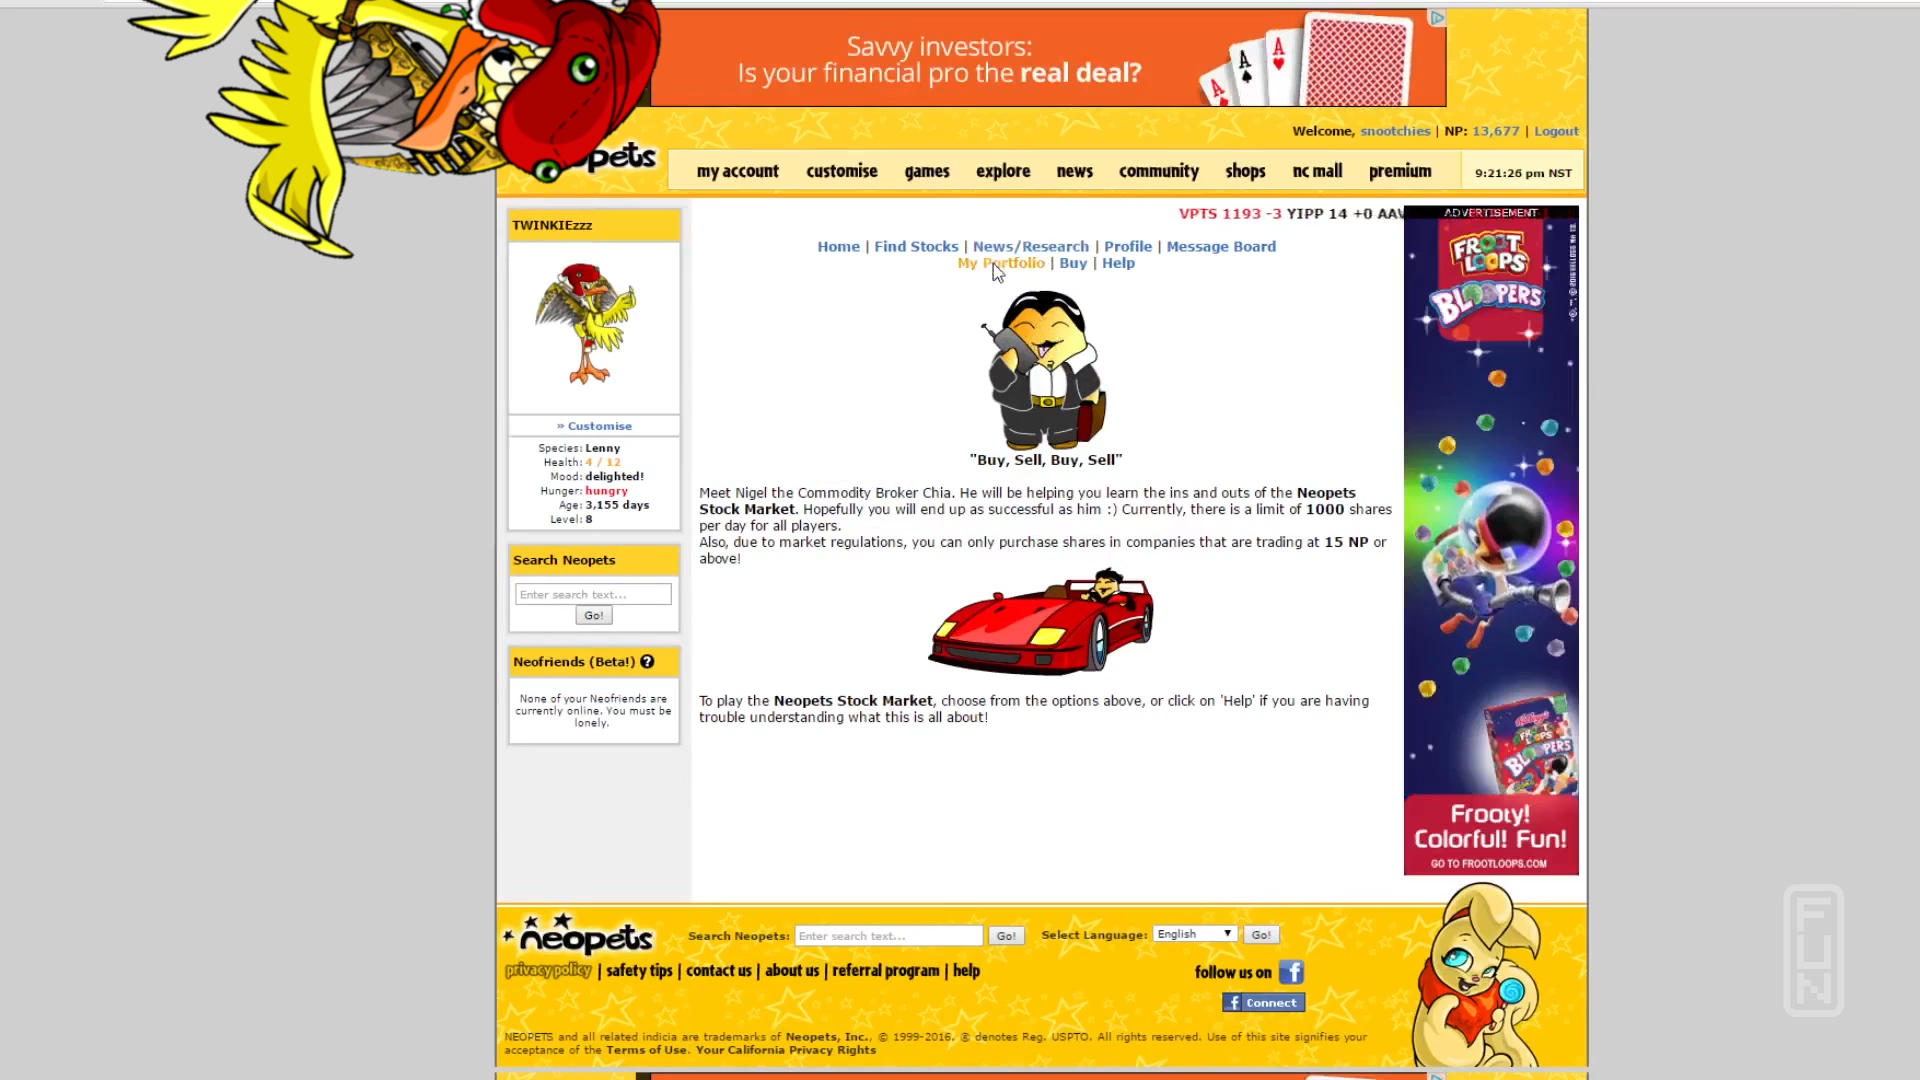 Savvy investors:
Is your financial pro the real deal?
Welcome, snootchies | NP: 13,677 | Logout
my account customise games explore news community shops nc mall premium 9:21:26 pm NST
TWINKIEzzz
» Customise
Species: Lenny
Health: 4 / 12
Mood: delighted!
Hunger: hungry
Age: 3,155 days
Level: 8
Search Neopets
Enter search text...
Go!
Neofriends (Beta!) ?
None of your Neofriends are
currently online. You must be
lonely.
VPTS 1193 -3 YIPP 14 +0
Home | Find Stocks | News/Research | Profile | Message Board
My Portfolio | Buy | Help
"Buy, Sell, Buy, Sell"
Meet Nigel the Commodity Broker Chia. He will be helping you learn the ins and outs of the Neopets
Stock Market. Hopefully you will end up as successful as him :) Currently, there is a limit of 1000 shares
per day for all players.
Also, due to market regulations, you can only purchase shares in companies that are trading at 15 NP or
above!
To play the Neopets Stock Market, choose from the options above, or click on 'Help' if you are having
trouble understanding what this is all about!
ADVERTISEMENT
FROOT
LOOPS
BLOOPERS
Kellogg's
FROOT
LOOPS
BLOOPERS
Frooty!
Colorful! Fun!
GO TO FROOTLOOPS.COM
neopets
Search Neopets: Enter search text... Go! Select Language: English Go!
privacy policy | safety tips | contact us | about us | referral program | help
follow us on f
f Connect
NEOPETS and all related indicia are trademarks of Neopets, Inc., © 1999-2016. ® denotes Reg. USPTO. All rights reserved. Use of this site signifies your
acceptance of the Terms of Use. Your California Privacy Rights
FUN